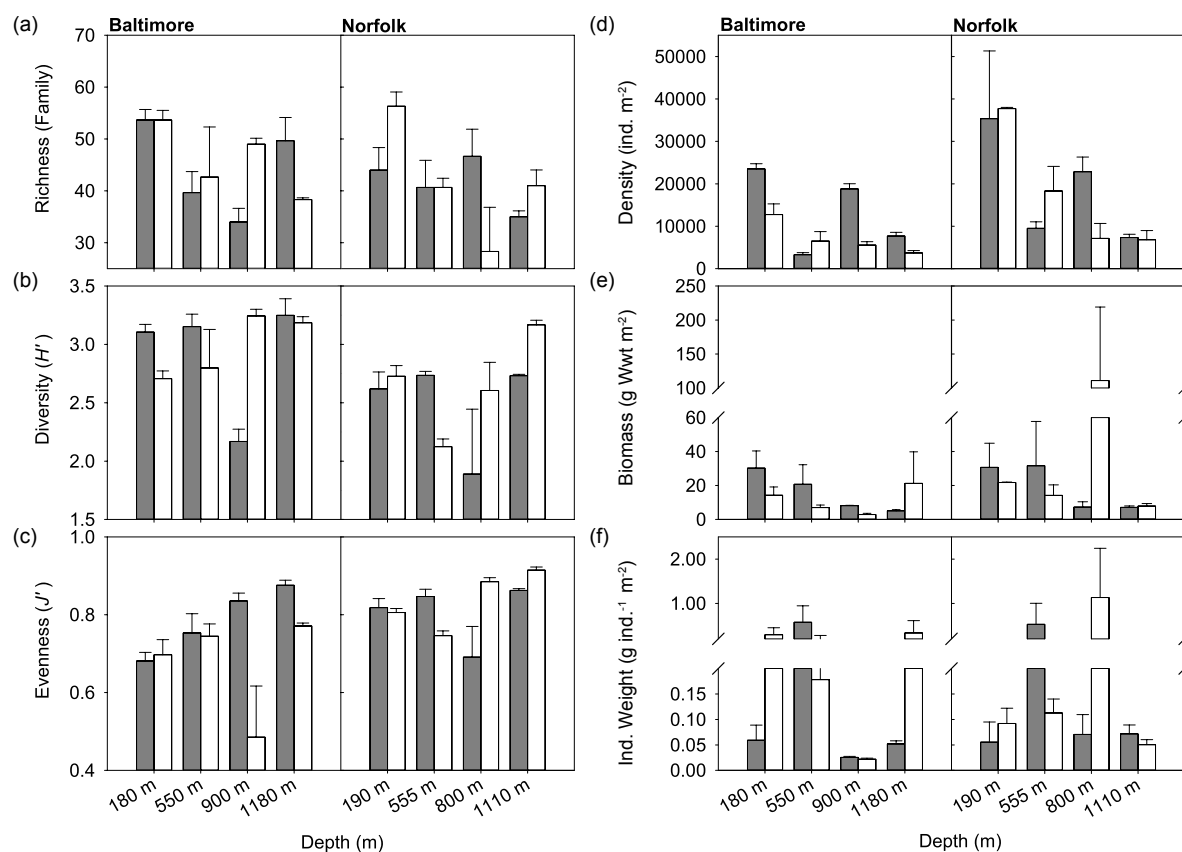 (a)
Baltimore
Norfolk
Richness (Family)
70
60
50
40
30
(b)
Diversity (H′)
3.5
3.0
2.5
2.0
1.5
(c)
Evenness (J′)
1.0
0.8
0.6
0.4
180 m
550 m
900 m
1180 m
190 m
555 m
800 m
1110 m
Depth (m)
(d)
Baltimore
Norfolk
Density (ind. m⁻²)
50000
40000
30000
20000
10000
0
(e)
Biomass (g Wwt m⁻²)
250
200
150
100
60
40
20
0
(f)
Ind. Weight (g ind.⁻¹ m⁻²)
2.00
1.00
0.15
0.10
0.05
0.00
180 m
550 m
900 m
1180 m
190 m
555 m
800 m
1110 m
Depth (m)